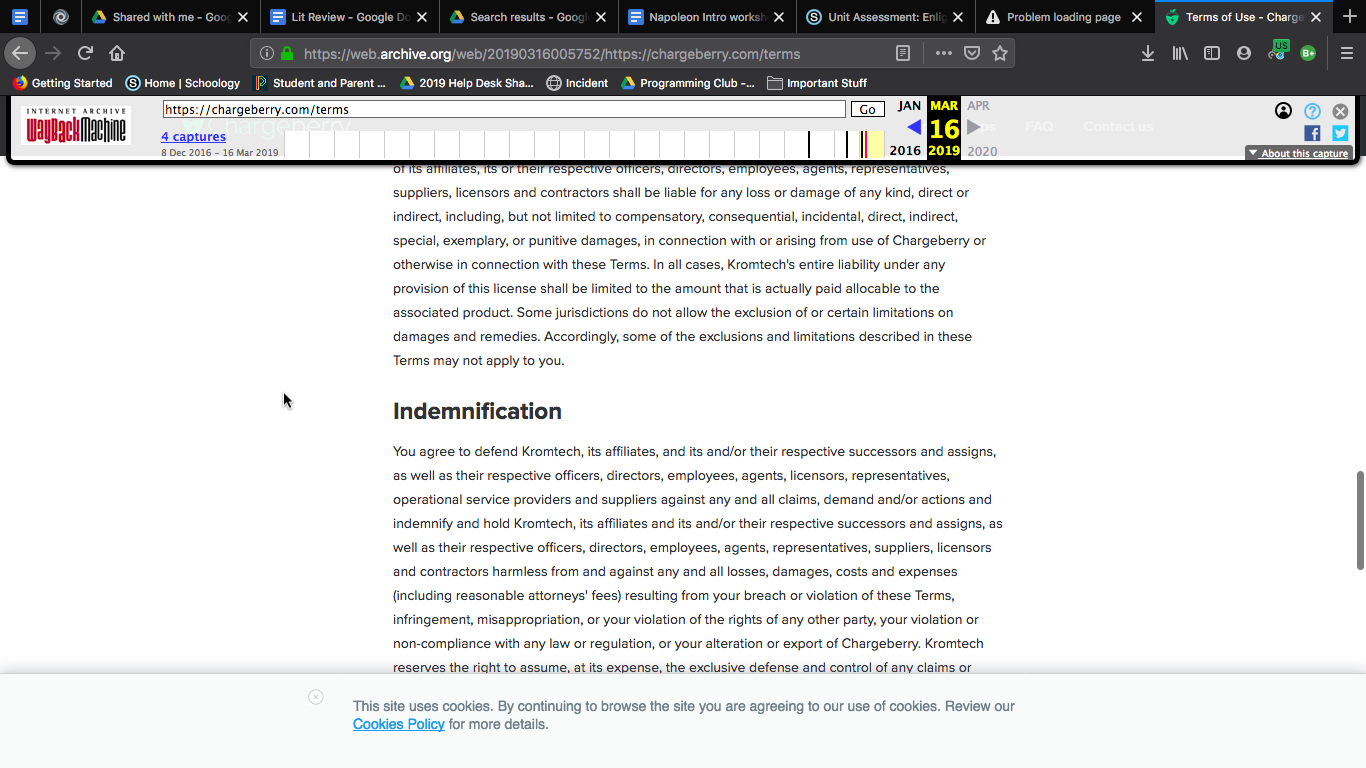 Shared with me - Goog
Lit Review - Google Do
Search results - Googl
Napoleon Intro worksh
Unit Assessment: Enlig
Problem loading page
Terms of Use - Charge
https://web.archive.org/web/20190316005752/https://chargeberry.com/terms
US
B+
Getting Started
Home | Schoology
Student and Parent ...
2019 Help Desk Sha...
Incident
Programming Club -...
Important Stuff
INTERNET ARCHIVE
WayBackMachine
https://chargeberry.com/terms
Go
4 captures
8 Dec 2016 – 16 Mar 2019
JAN
MAR
APR
16
2016
2019
2020
About this capture
FAQ
Contact us
of its affiliates, its or their respective officers, directors, employees, agents, representatives,
suppliers, licensors and contractors shall be liable for any loss or damage of any kind, direct or
indirect, including, but not limited to compensatory, consequential, incidental, direct, indirect,
special, exemplary, or punitive damages, in connection with or arising from use of Chargeberry or
otherwise in connection with these Terms. In all cases, Kromtech's entire liability under any
provision of this license shall be limited to the amount that is actually paid allocable to the
associated product. Some jurisdictions do not allow the exclusion of or certain limitations on
damages and remedies. Accordingly, some of the exclusions and limitations described in these
Terms may not apply to you.
Indemnification
You agree to defend Kromtech, its affiliates, and its and/or their respective successors and assigns,
as well as their respective officers, directors, employees, agents, licensors, representatives,
operational service providers and suppliers against any and all claims, demand and/or actions and
indemnify and hold Kromtech, its affiliates and its and/or their respective successors and assigns, as
well as their respective officers, directors, employees, agents, representatives, suppliers, licensors
and contractors harmless from and against any and all losses, damages, costs and expenses
(including reasonable attorneys' fees) resulting from your breach or violation of these Terms,
infringement, misappropriation, or your violation of the rights of any other party, your violation or
non-compliance with any law or regulation, or your alteration or export of Chargeberry. Kromtech
reserves the right to assume, at its expense, the exclusive defense and control of any claims or
This site uses cookies. By continuing to browse the site you are agreeing to our use of cookies. Review our
Cookies Policy for more details.